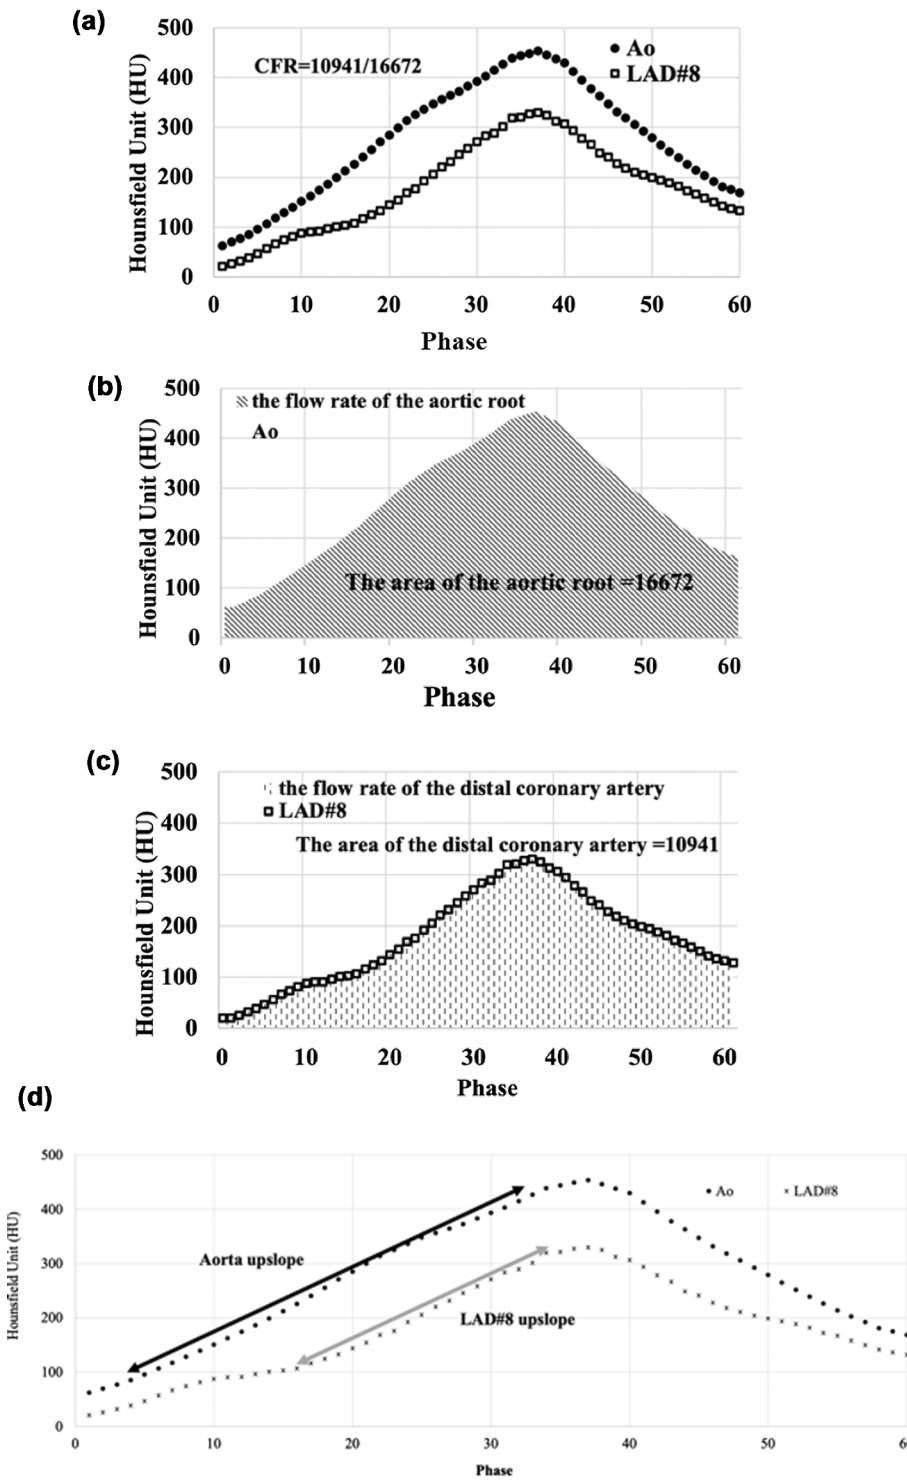 (a)
500
400
300
200
100
0
Hounsfield Unit (HU)
CFR=10941/16672
Ao
LAD#8
0 10 20 30 40 50 60
Phase
(b)
500
400
300
200
100
0
Hounsfield Unit (HU)
the flow rate of the aortic root
Ao
The area of the aortic root =16672
0 10 20 30 40 50 60
Phase
(c)
500
400
300
200
100
0
Hounsfield Unit (HU)
the flow rate of the distal coronary artery
LAD#8
The area of the distal coronary artery =10941
0 10 20 30 40 50 60
Phase
(d)
500
400
300
200
100
0
Hounsfield Unit (HU)
Ao LAD#8
Aorta upslope
LAD#8 upslope
0 10 20 30 40 50
Phase